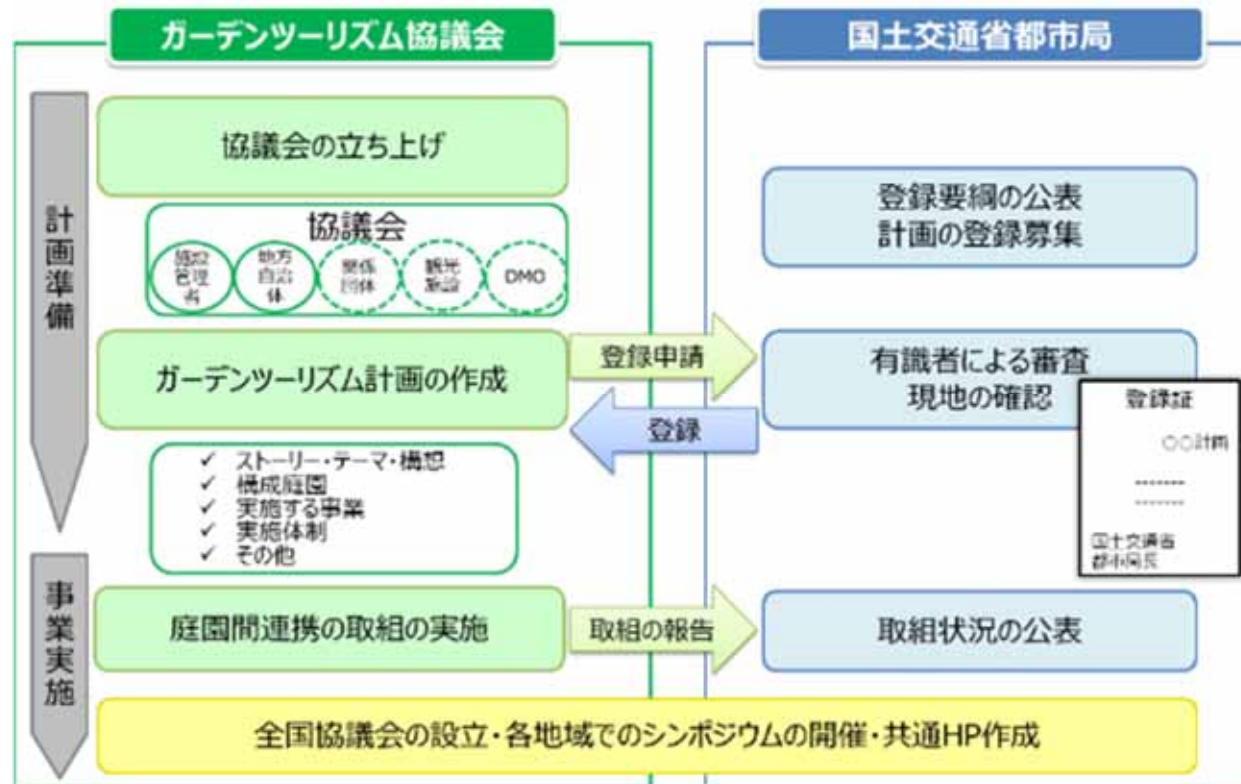 ガーデンツーリズム協議会
国土交通省都市局
計画準備
協議会の立ち上げ
登録要綱の公表
計画の登録募集
協議会
施設
管理
者
地方
自治
体
関係
団体
観光
施設
DMO
ガーデンツーリズム計画の作成
登録申請
登録
有識者による審査
現地の確認
登録証
○○計画
国土交通省
都市局長
✓ ストーリー・テーマ・構想
✓ 構成庭園
✓ 実施する事業
✓ 実施体制
✓ その他
事業実施
庭園間連携の取組の実施
取組の報告
取組状況の公表
全国協議会の設立・各地域でのシンポジウムの開催・共通HP作成